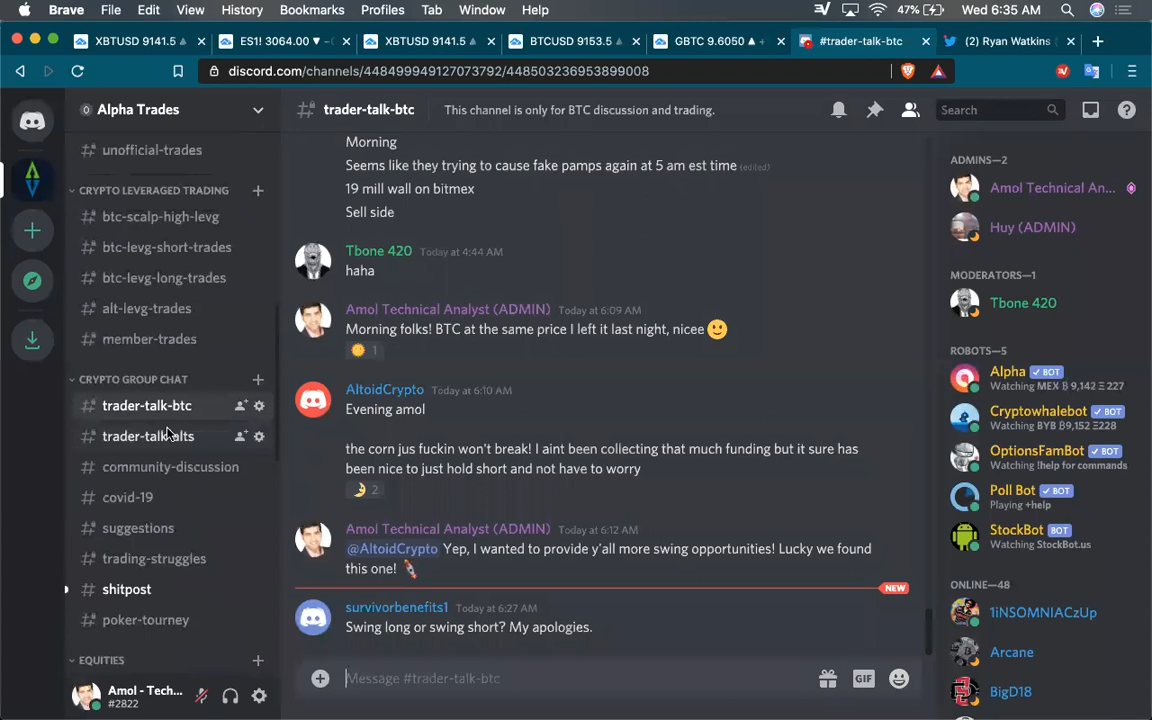 Brave File Edit View History Bookmarks Profiles Tab Window Help 47% Wed 6:35 AM
XBTUSD 9141.5 ES1! 3064.00 XBTUSD 9141.5 BTCUSD 9153.5 GBTC 9.6050 #trader-talk-btc (2) Ryan Watkins
discord.com/channels/448499949127073792/448503236953899008
Alpha Trades
trader-talk-btc This channel is only for BTC discussion and trading. Search
# unofficial-trades
CRYPTO LEVERAGED TRADING
# btc-scalp-high-levg
# btc-levg-short-trades
# btc-levg-long-trades
# alt-levg-trades
# member-trades
CRYPTO GROUP CHAT
# trader-talk-btc
# trader-talk-alts
# community-discussion
# covid-19
# suggestions
# trading-struggles
# shitpost
# poker-tourney
EQUITIES
Amol - Tech...
#2822
Morning
Seems like they trying to cause fake pamps again at 5 am est time (edited)
19 mill wall on bitmex
Sell side
Tbone 420 Today at 4:44 AM
haha
Amol Technical Analyst (ADMIN) Today at 6:09 AM
Morning folks! BTC at the same price I left it last night, nicee 🙂
1
AltoidCrypto Today at 6:10 AM
Evening amol
the corn jus fuckin won't break! I aint been collecting that much funding but it sure has
been nice to just hold short and not have to worry
2
Amol Technical Analyst (ADMIN) Today at 6:12 AM
@AltoidCrypto Yep, I wanted to provide y'all more swing opportunities! Lucky we found
this one!
NEW
survivorbenefits1 Today at 6:27 AM
Swing long or swing short? My apologies.
Message #trader-talk-btc
GIF
ADMINS—2
Amol Technical An...
Huy (ADMIN)
MODERATORS—1
Tbone 420
ROBOTS—5
Alpha ✓ BOT
Watching MEX ₿ 9,142 Ξ 227
Cryptowhalebot ✓ BOT
Watching BYB ₿9,152 Ξ228
OptionsFamBot ✓ BOT
Watching !help for commands
Poll Bot ✓ BOT
Playing +help
StockBot BOT
Watching StockBot.us
ONLINE—48
1iNSOMNIACzUp
Arcane
BigD18